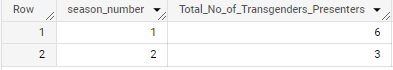 Row season_number Total_No_of_Transgenders_Presenters
1 1 6
2 2 3